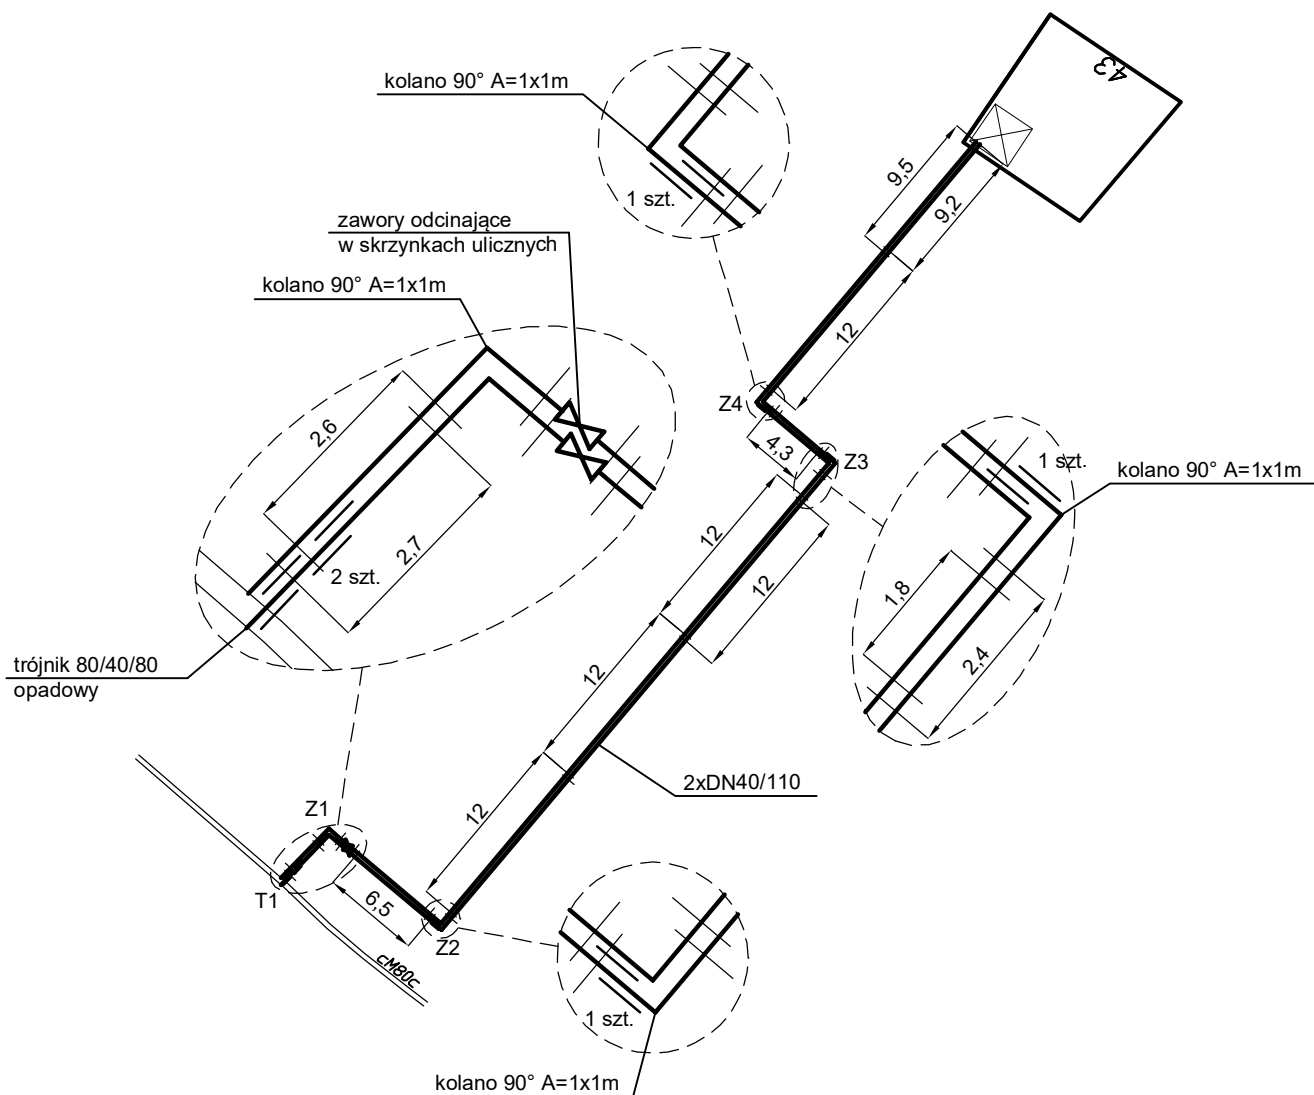 kolano 90° A=1x1m
43
1 szt.
9,5
9,2
zawory odcinające
w skrzynkach ulicznych
kolano 90° A=1x1m
12
Z4
4,3
Z3
2,6
2,7
2 szt.
1 szt.
kolano 90° A=1x1m
12
12
1,8
2,4
trójnik 80/40/80
opadowy
12
2xDN40/110
12
Z1
T1
6,5
Z2
cM80c
1 szt.
kolano 90° A=1x1m